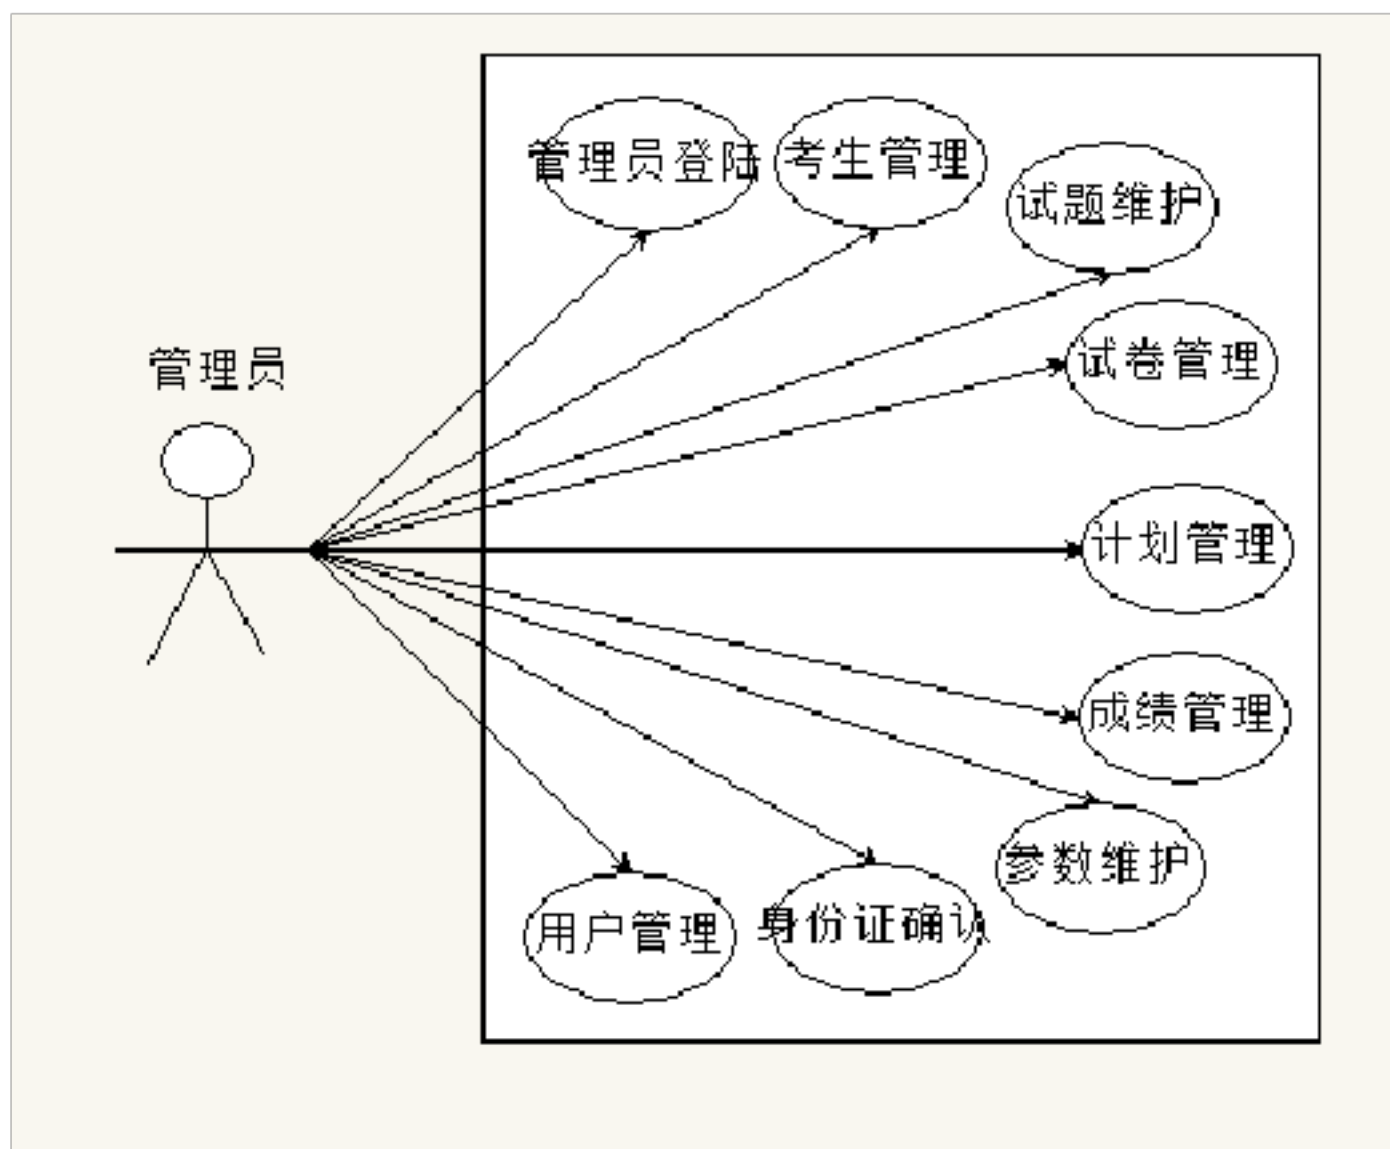 管理员登陆
考生管理
试题维护
管理员
试卷管理
计划管理
成绩管理
参数维护
用户管理
身份证确认